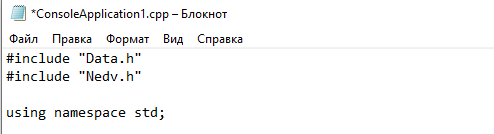 *ConsoleApplication1.cpp – Блокнот
Файл Правка Формат Вид Справка
#include "Data.h"
#include "Nedv.h"
using namespace std;